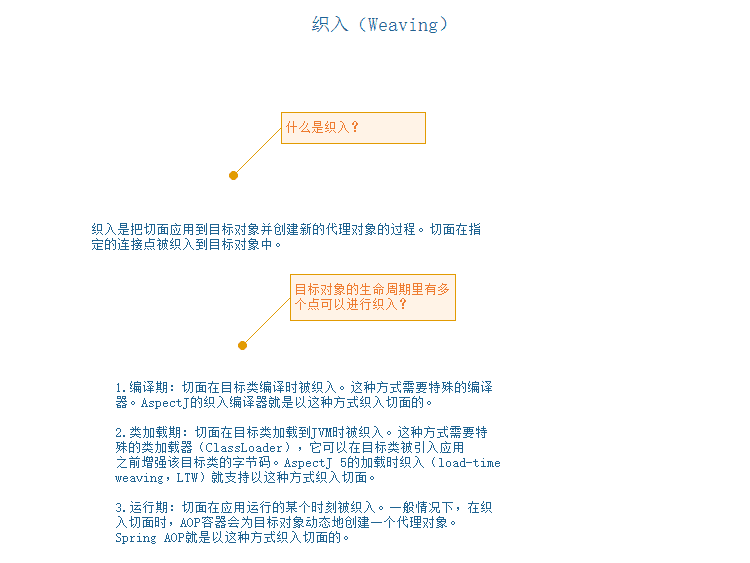 织入（Weaving）
什么是织入？
织入是把切面应用到目标对象并创建新的代理对象的过程。切面在指
定的连接点被织入到目标对象中。
目标对象的生命周期里有多
个点可以进行织入？
1.编译期：切面在目标类编译时被织入。这种方式需要特殊的编译
器。AspectJ的织入编译器就是以这种方式织入切面的。
2.类加载期：切面在目标类加载到JVM时被织入。这种方式需要特
殊的类加载器（ClassLoader），它可以在目标类被引入应用
之前增强该目标类的字节码。AspectJ 5的加载时织入（load-time
weaving，LTW）就支持以这种方式织入切面。
3.运行期：切面在应用运行的某个时刻被织入。一般情况下，在织
入切面时，AOP容器会为目标对象动态地创建一个代理对象。
Spring AOP就是以这种方式织入切面的。